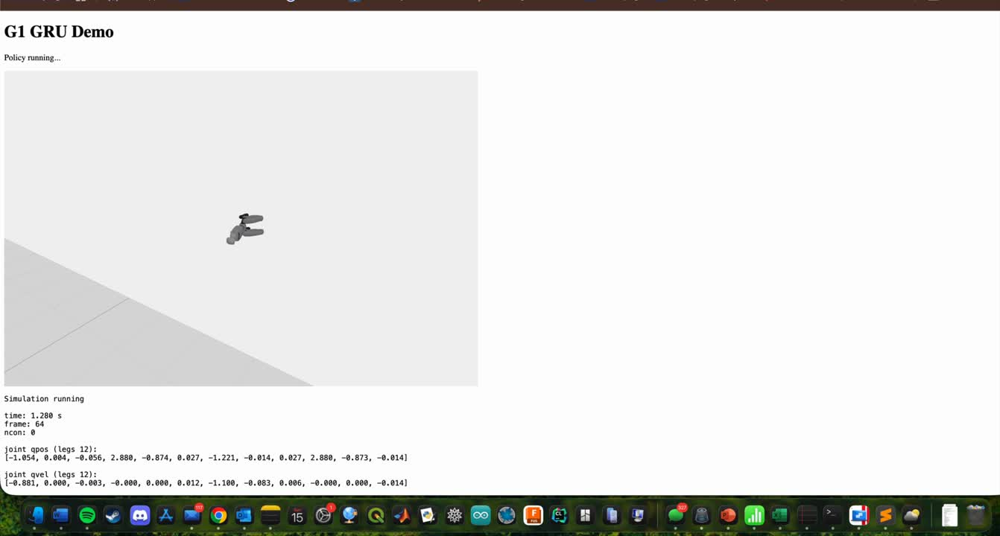 G1 GRU Demo
Policy running...
Simulation running
time: 1.280 s
frame: 64
ncon: 0
joint qpos (legs 12):
[-1.054, 0.004, -0.056, 2.880, -0.874, 0.027, -1.221, -0.014, 0.027, 2.880, -0.873, -0.014]
joint qvel (legs 12):
[-0.881, 0.000, -0.003, -0.000, 0.000, 0.012, -1.100, -0.083, 0.006, -0.000, 0.000, -0.014]
117
15
1
327